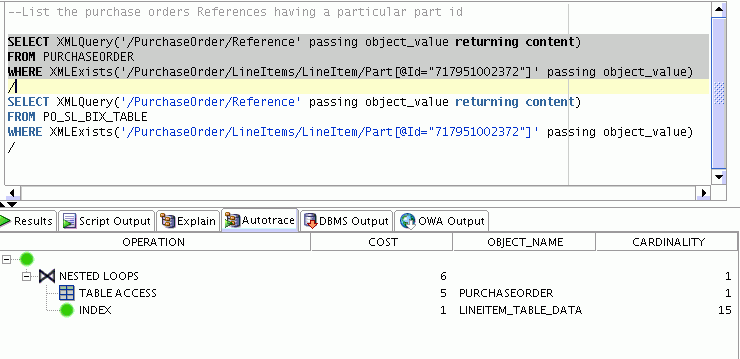 --List the purchase orders References having a particular part id
SELECT XMLQuery('/PurchaseOrder/Reference' passing object_value returning content)
FROM PURCHASEORDER
WHERE XMLExists('/PurchaseOrder/LineItems/LineItem/Part[@Id="717951002372"]' passing object_value)
/
SELECT XMLQuery('/PurchaseOrder/Reference' passing object_value returning content)
FROM PO_SL_BIX_TABLE
WHERE XMLExists('/PurchaseOrder/LineItems/LineItem/Part[@Id="717951002372"]' passing object_value)
/
Results Script Output Explain Autotrace DBMS Output OWA Output
OPERATION COST OBJECT_NAME CARDINALITY
NESTED LOOPS 6 1
TABLE ACCESS 5 PURCHASEORDER 1
INDEX 1 LINEITEM_TABLE_DATA 15